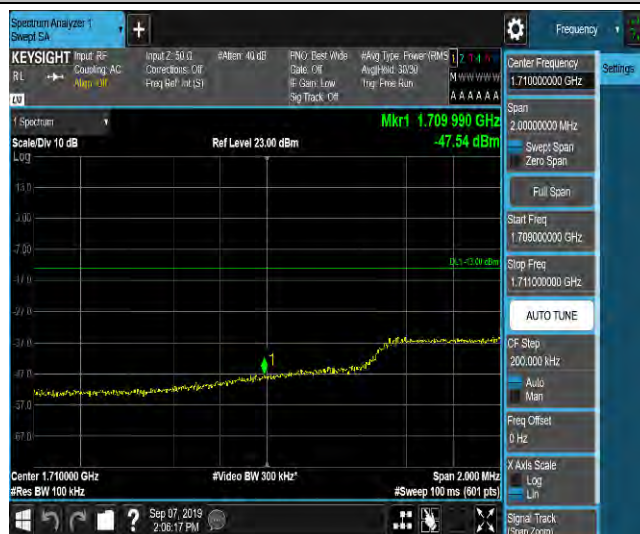 Spectrum Analyzer 1
Swept SA
+
Frequency
KEYSIGHT
Input: RF
Coupling: AC
Align: Off
Input Z: 50 Ω
Corrections: Off
Freq Ref: Int (S)
#Atten: 40 dB
PNO: Best Wide
Gate: Off
IF Gain: Low
Sig Track: Off
#Avg Type: Power (RMS
Avg|Hold: 30/30
Trig: Free Run
M W W W W W
A A A A A A
RL
LXI
1 Spectrum
Scale/Div 10 dB
Log
Ref Level 23.00 dBm
Mkr1 1.709 990 GHz
-47.54 dBm
13.0
3.00
-7.00
DL1 -13.00 dBm
-17.0
-27.0
-37.0
-47.0
-57.0
-67.0
1
Center 1.710000 GHz
#Res BW 100 kHz
#Video BW 300 kHz*
Span 2.000 MHz
#Sweep 100 ms (601 pts)
Sep 07, 2019
2:06:17 PM
?
Center Frequency
1.710000000 GHz
Settings
Span
2.00000000 MHz
Swept Span
Zero Span
Full Span
Start Freq
1.709000000 GHz
Stop Freq
1.711000000 GHz
AUTO TUNE
CF Step
200.000 kHz
Auto
Man
Freq Offset
0 Hz
X Axis Scale
Log
Lin
Signal Track
(Span Zoom)